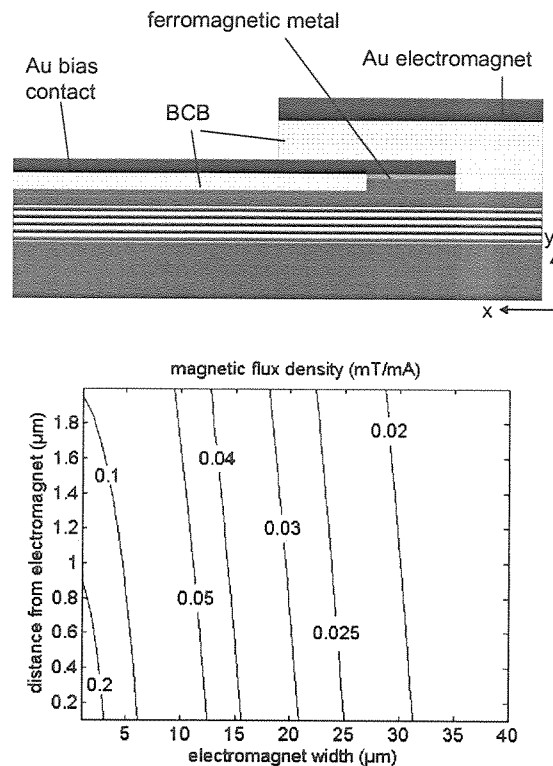 ferromagnetic metal
Au bias
contact
Au electromagnet
BCB
y
x
magnetic flux density (mT/mA)
distance from electromagnet (µm)
1.8
1.6
1.4
1.2
1
0.8
0.6
0.4
0.2
0.1
0.2
0.05
0.04
0.03
0.025
0.02
5 10 15 20 25 30 35 40
electromagnet width (µm)